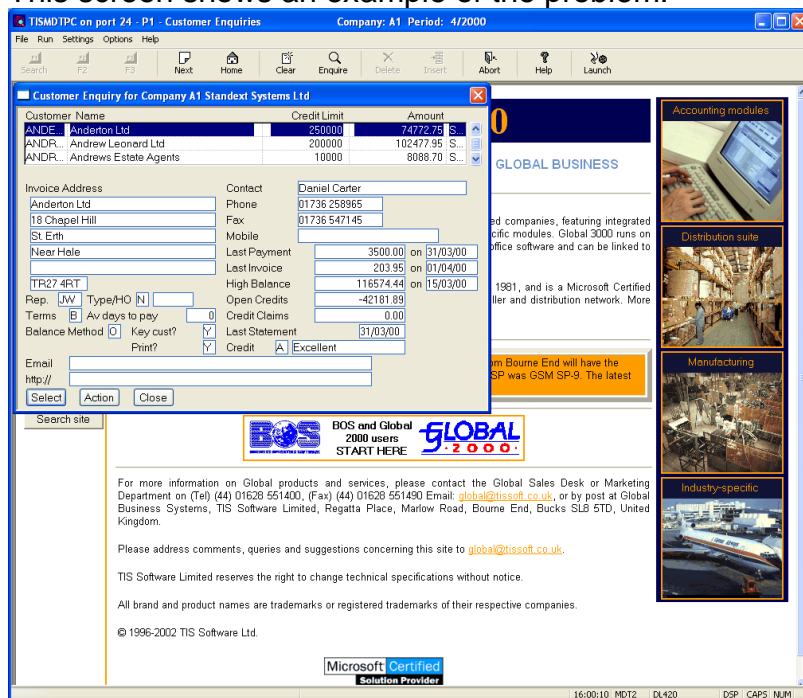 This screen shows an example of the problem.
TISMDTPC on port 24 - P1 - Customer Enquiries Company: A1 Period: 4/2000
File Run Settings Options Help
Search F2 F3 Next Home Clear Enquire Delete Insert Abort Help Launch
Customer Enquiry for Company A1 Standext Systems Ltd
Customer Name Credit Limit Amount
ANDE... Anderton Ltd 250000 74772.75 S...
ANDR... Andrew Leonard Ltd 200000 102477.95 S...
ANDR... Andrews Estate Agents 10000 8088.70 S...
Invoice Address Contact Daniel Carter
Anderton Ltd Phone 01736 258965
18 Chapel Hill Fax 01736 547145
St. Erth Mobile
Near Hale Last Payment 3500.00 on 31/03/00
Last Invoice 203.95 on 01/04/00
TR27 4RT High Balance 116574.44 on 15/03/00
Rep. JW Type/HO N Open Credits -42181.89
Terms B Av days to pay 0 Credit Claims 0.00
Balance Method O Key cust? Y Last Statement 31/03/00
Print? Y Credit A Excellent
Email
http://
Select Action Close
0
GLOBAL BUSINESS
ed companies, featuring integrated
cific modules. Global 3000 runs on
office software and can be linked to
1981, and is a Microsoft Certified
ller and distribution network. More
om Bourne End will have the
SP was GSM SP-9. The latest
Accounting modules
Distribution suite
Manufacturing
Industry-specific
Search site
BOS
BOS and Global
2000 users
START HERE
GLOBAL
2000
For more information on Global products and services, please contact the Global Sales Desk or Marketing
Department on (Tel) (44) 01628 551400, (Fax) (44) 01628 551490 Email: global@tissoft.co.uk, or by post at Global
Business Systems, TIS Software Limited, Regatta Place, Marlow Road, Bourne End, Bucks SL8 5TD, United
Kingdom.
Please address comments, queries and suggestions concerning this site to global@tissoft.co.uk.
TIS Software Limited reserves the right to change technical specifications without notice.
All brand and product names are trademarks or registered trademarks of their respective companies.
© 1996-2002 TIS Software Ltd.
Microsoft Certified
Solution Provider
16:00:10 MDT2 DL420 DSP CAPS NUM